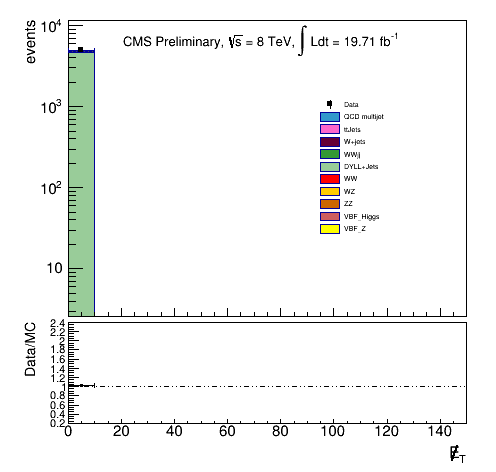 CMS Preliminary, √s = 8 TeV, ∫ Ldt = 19.71 fb⁻¹
events
10⁴
10³
10²
10
Data
QCD multijet
ttJets
W+jets
WWjj
DYLL+Jets
WW
WZ
ZZ
VBF_Higgs
VBF_Z
Data/MC
2.4
2.2
2
1.8
1.6
1.4
1.2
1
0.8
0.6
0.4
0.2
0 20 40 60 80 100 120 140
E̸_T